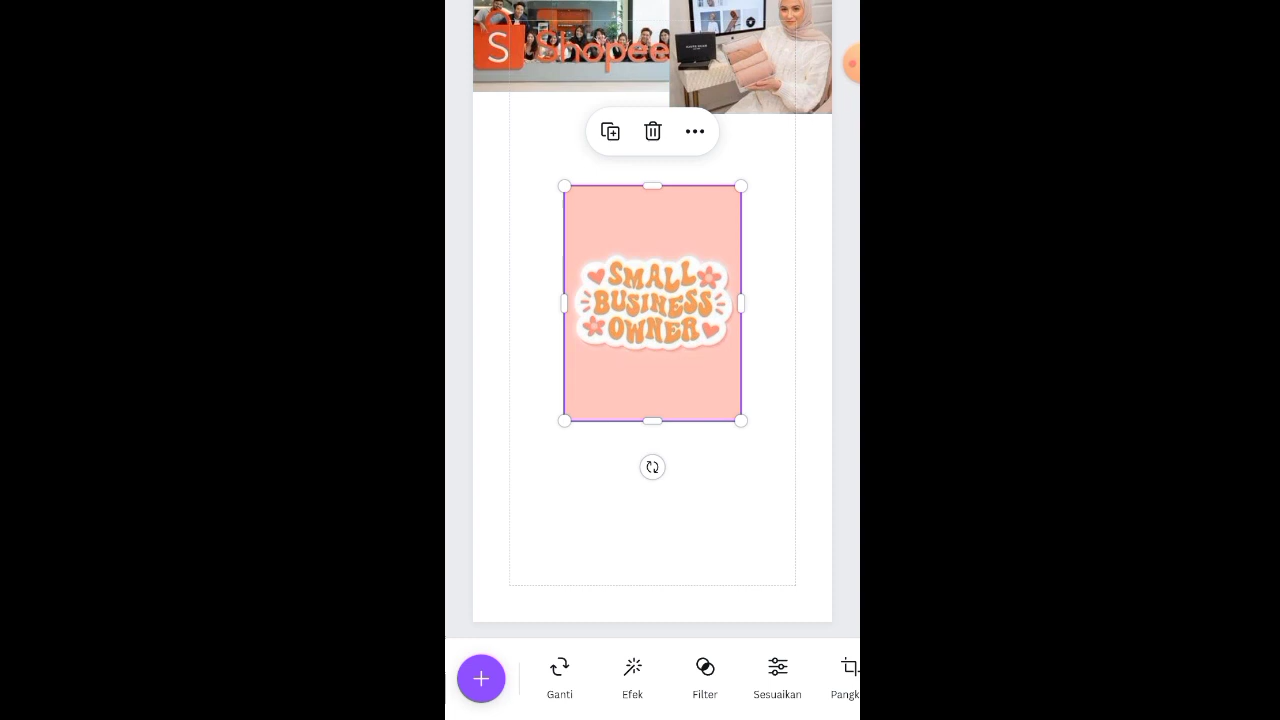 S Shopee
SMALL
BUSINESS
OWNER
Ganti
Efek
Filter
Sesuaikan
Pangk